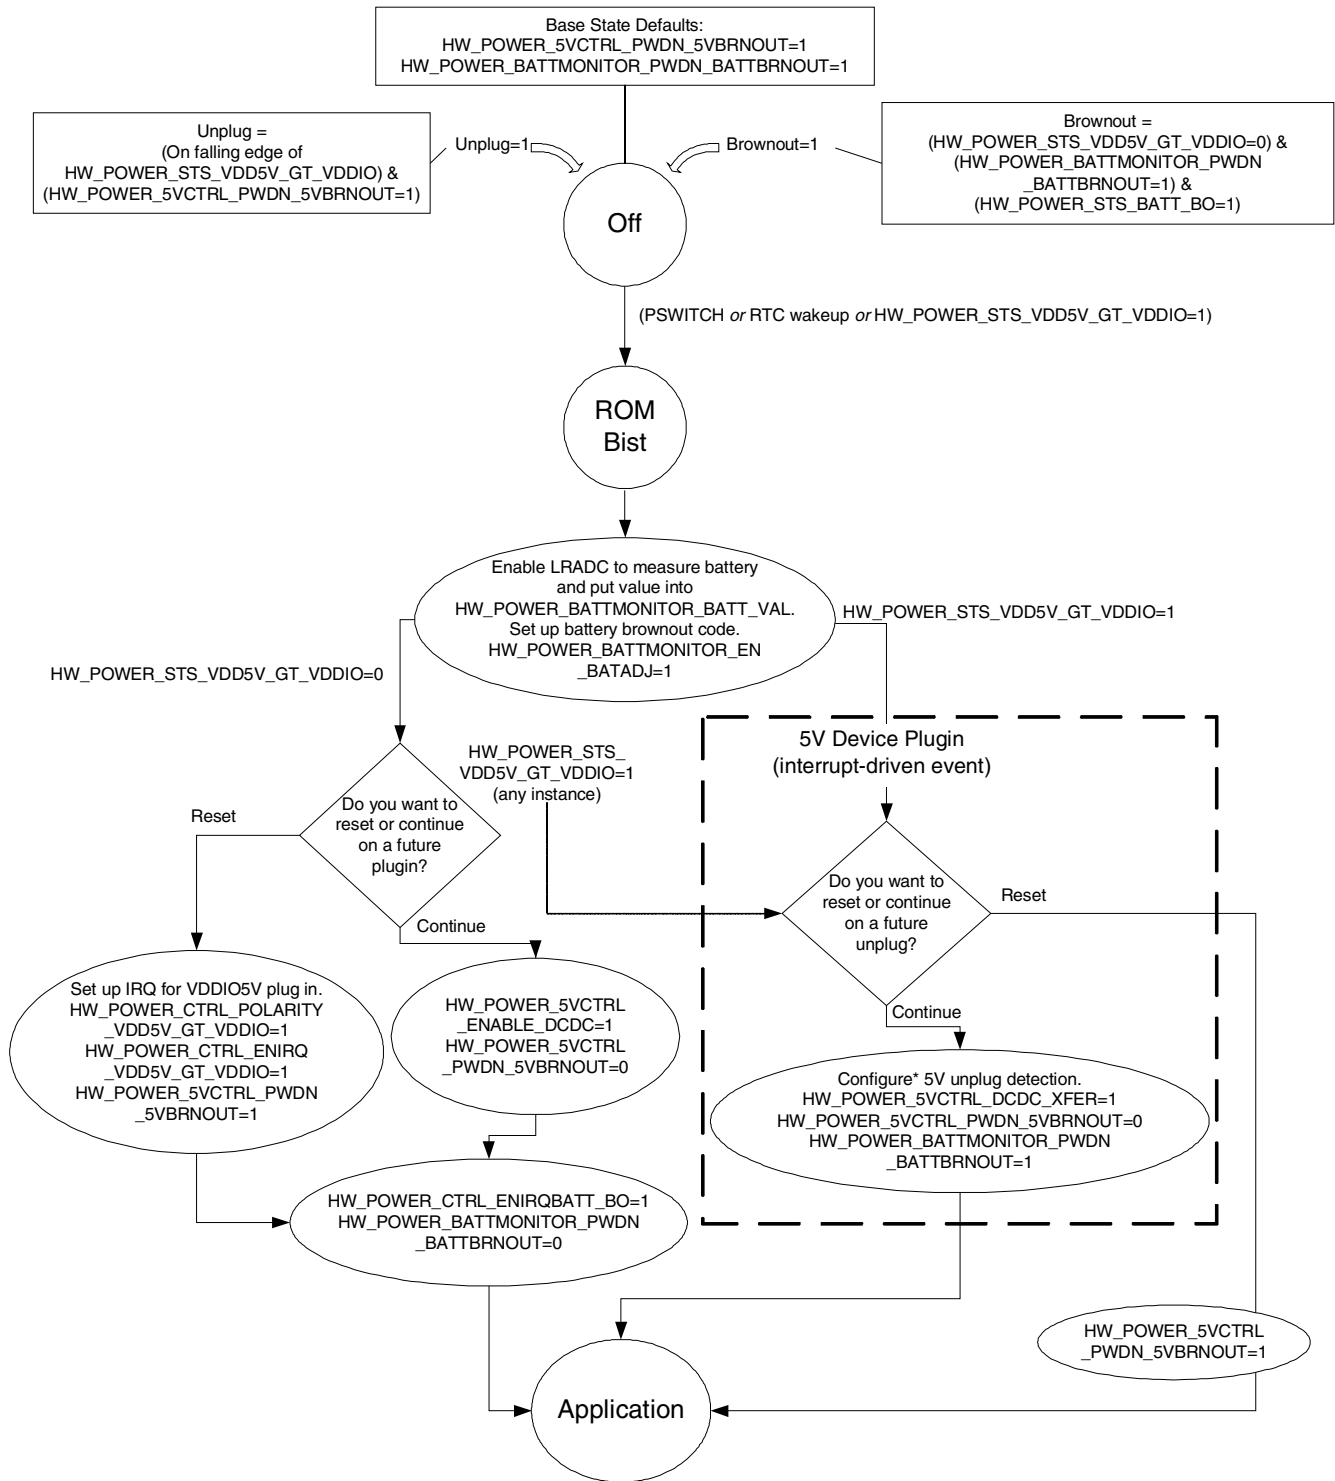 Base State Defaults:
HW_POWER_5VCTRL_PWDN_5VBRNOUT=1
HW_POWER_BATTMONITOR_PWDN_BATTBRNOUT=1
Unplug =
(On falling edge of
HW_POWER_STS_VDD5V_GT_VDDIO) &
(HW_POWER_5VCTRL_PWDN_5VBRNOUT=1)
Unplug=1
Brownout=1
Brownout =
(HW_POWER_STS_VDD5V_GT_VDDIO=0) &
(HW_POWER_BATTMONITOR_PWDN
_BATTBRNOUT=1) &
(HW_POWER_STS_BATT_BO=1)
Off
(PSWITCH or RTC wakeup or HW_POWER_STS_VDD5V_GT_VDDIO=1)
ROM
Bist
Enable LRADC to measure battery
and put value into
HW_POWER_BATTMONITOR_BATT_VAL.
Set up battery brownout code.
HW_POWER_BATTMONITOR_EN
_BATADJ=1
HW_POWER_STS_VDD5V_GT_VDDIO=1
HW_POWER_STS_VDD5V_GT_VDDIO=0
HW_POWER_STS_
VDD5V_GT_VDDIO=1
(any instance)
5V Device Plugin
(interrupt-driven event)
Do you want to
reset or continue
on a future
plugin?
Reset
Continue
Do you want to
reset or continue
on a future
unplug?
Reset
Continue
Set up IRQ for VDDIO5V plug in.
HW_POWER_CTRL_POLARITY
_VDD5V_GT_VDDIO=1
HW_POWER_CTRL_ENIRQ
_VDD5V_GT_VDDIO=1
HW_POWER_5VCTRL_PWDN
_5VBRNOUT=1
HW_POWER_5VCTRL
_ENABLE_DCDC=1
HW_POWER_5VCTRL
_PWDN_5VBRNOUT=0
Configure* 5V unplug detection.
HW_POWER_5VCTRL_DCDC_XFER=1
HW_POWER_5VCTRL_PWDN_5VBRNOUT=0
HW_POWER_BATTMONITOR_PWDN
_BATTBRNOUT=1
HW_POWER_CTRL_ENIRQBATT_BO=1
HW_POWER_BATTMONITOR_PWDN
_BATTBRNOUT=0
HW_POWER_5VCTRL
_PWDN_5VBRNOUT=1
Application